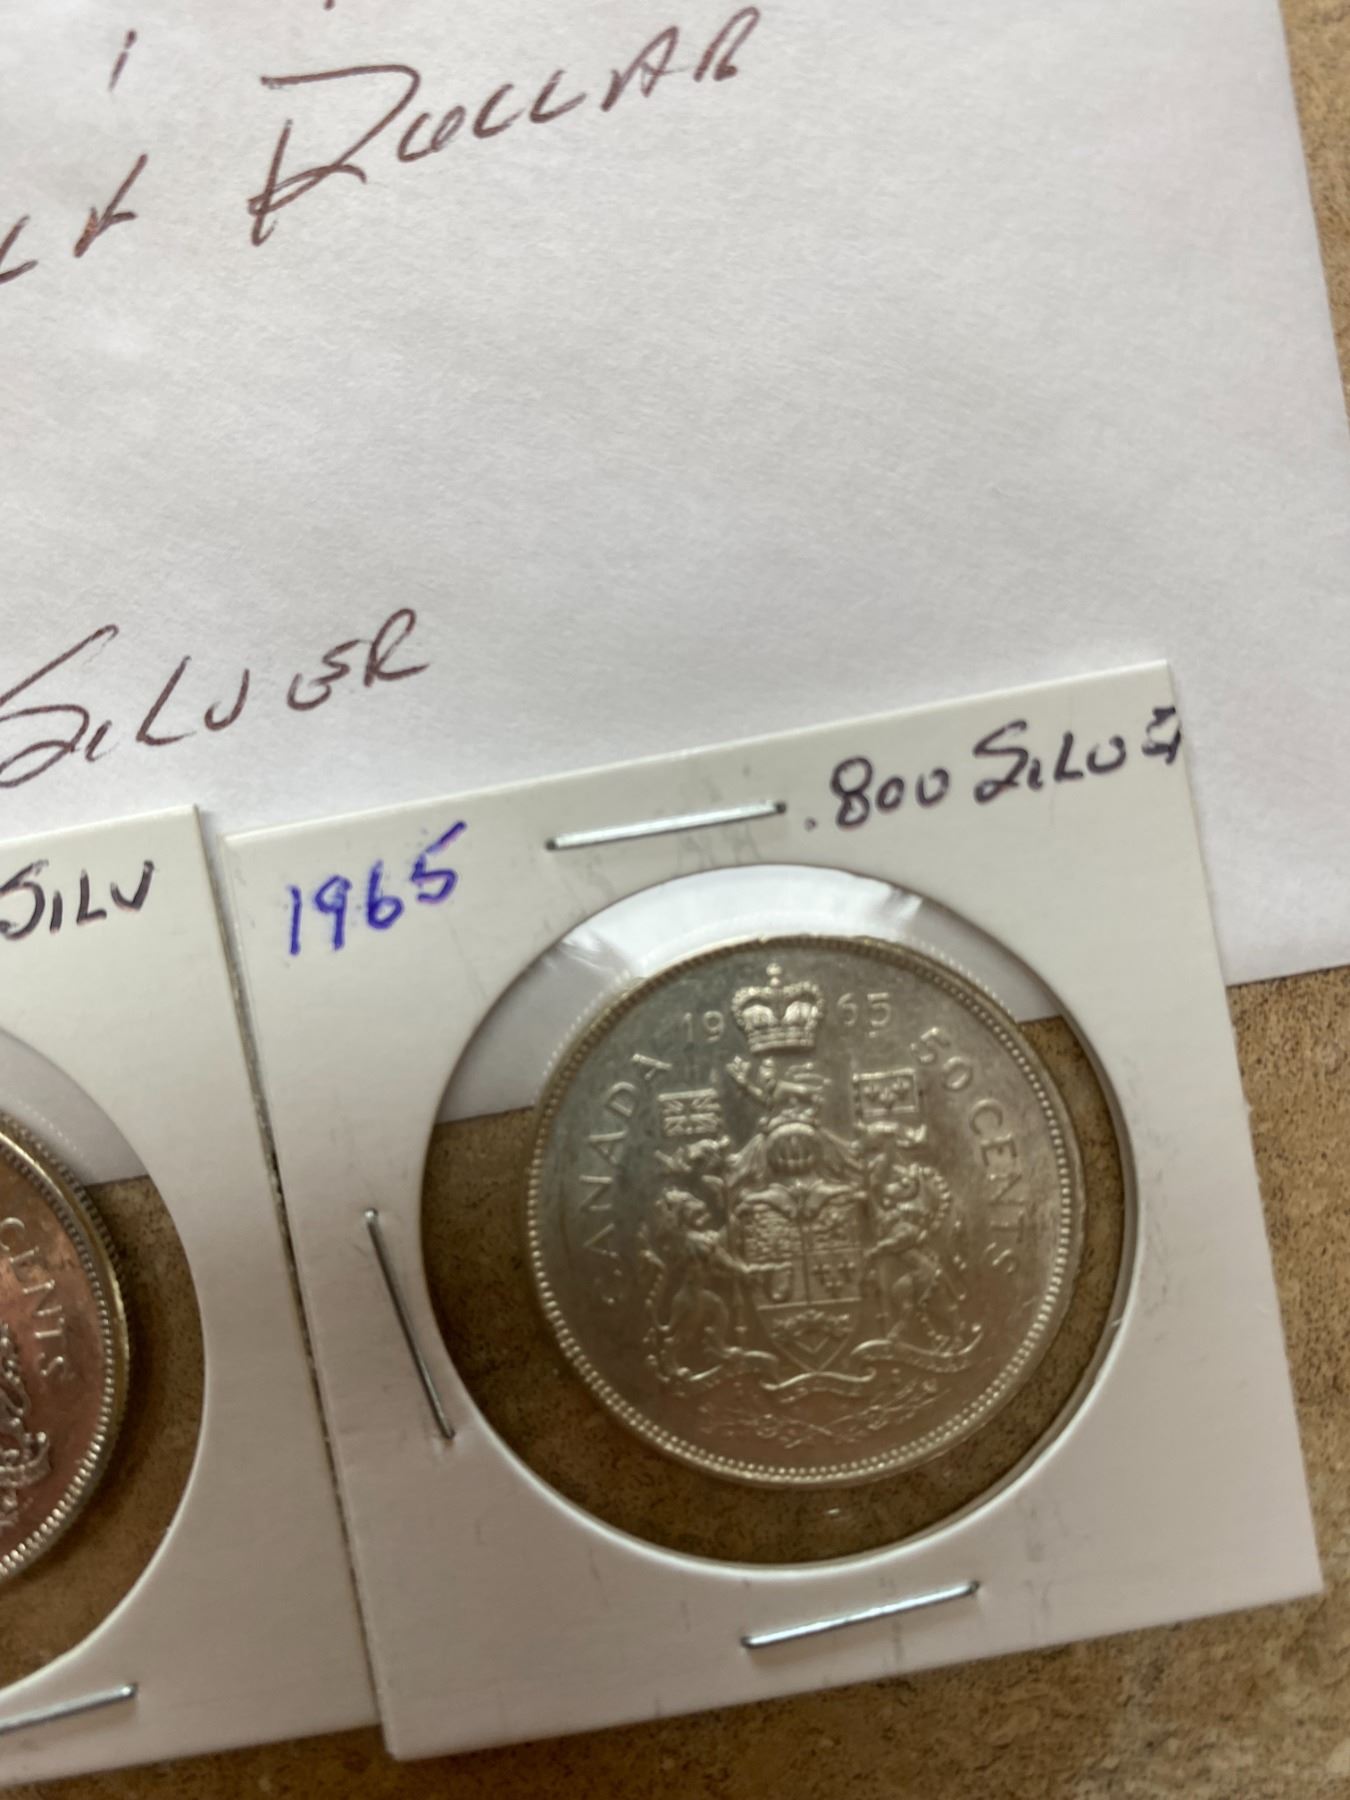 DOLLAR
SILVER
SILV
1965
.800 SILVER
1965
CANADA
50 CENTS
CENTS